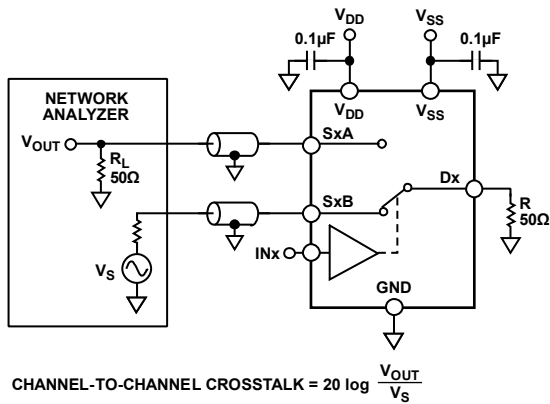 VDD
VSS
0.1µF
0.1µF
VDD
VSS
NETWORK
ANALYZER
VOUT
RL
50Ω
SxA
SxB
Dx
R
50Ω
INx
VS
GND
CHANNEL-TO-CHANNEL CROSSTALK = 20 log VOUT
VS